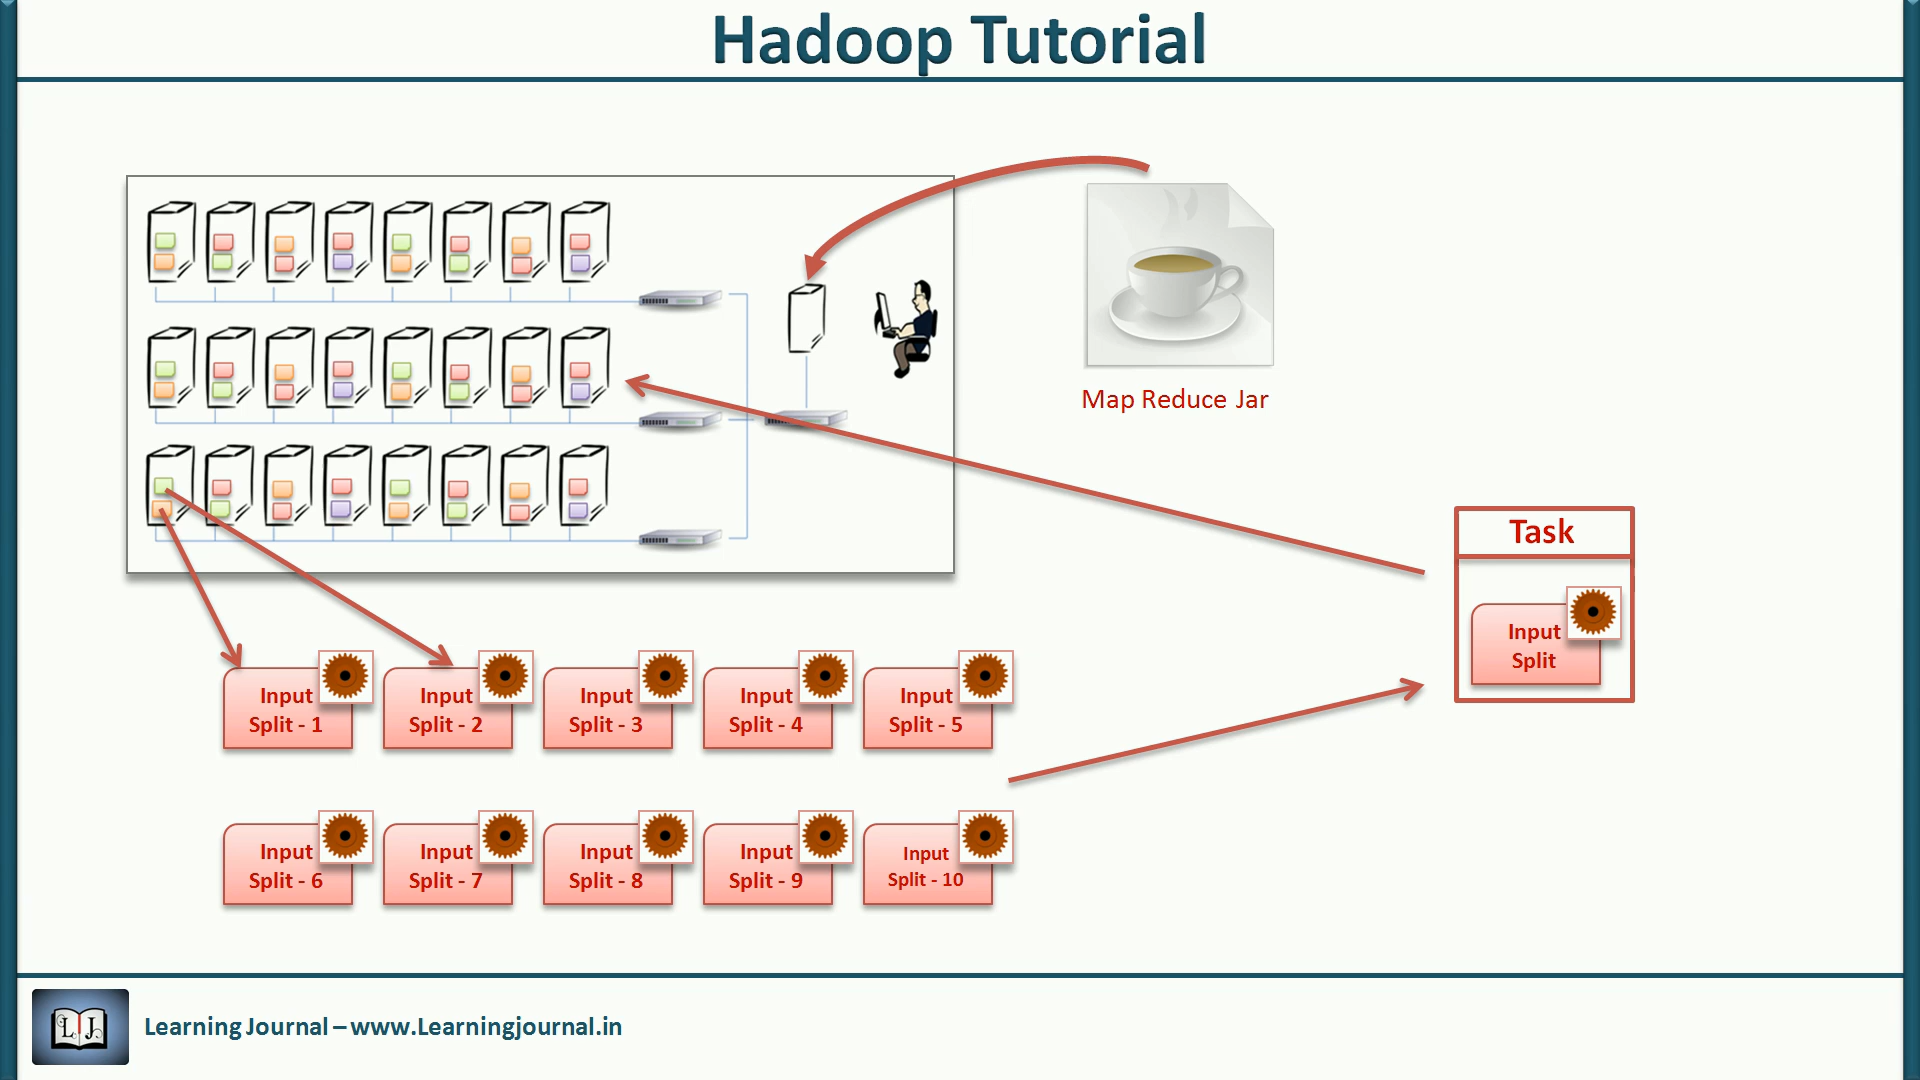 Hadoop Tutorial
Map Reduce Jar
Task
Input
Split
Input
Split - 1
Input
Split - 2
Input
Split - 3
Input
Split - 4
Input
Split - 5
Input
Split - 6
Input
Split - 7
Input
Split - 8
Input
Split - 9
Input
Split - 10
L J
Learning Journal – www.Learningjournal.in